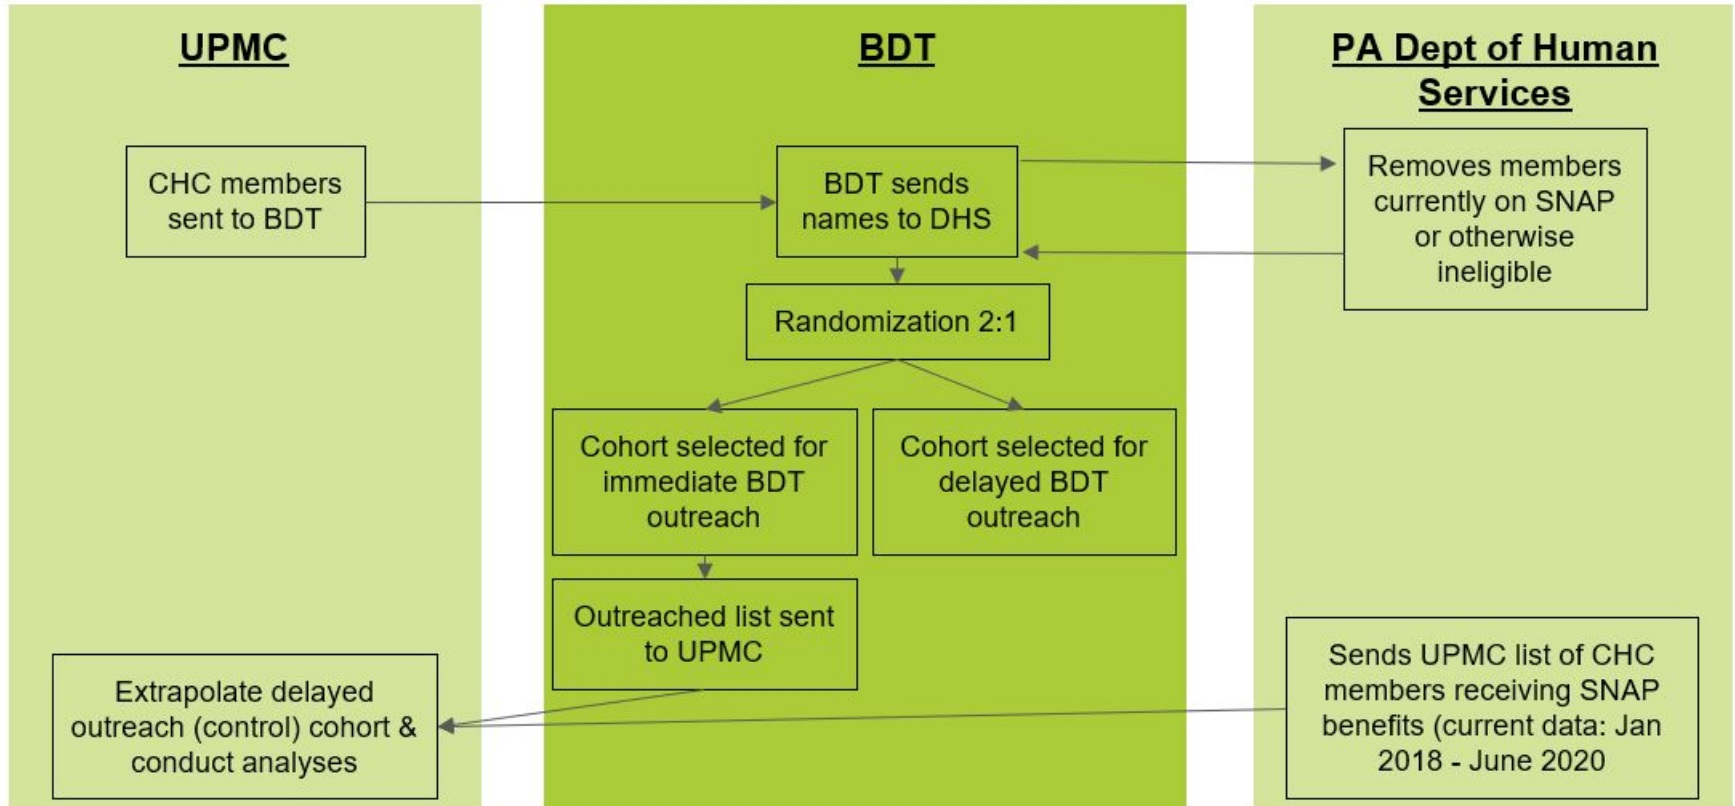 UPMC
CHC members
sent to BDT
Extrapolate delayed
outreach (control) cohort &
conduct analyses
BDT
BDT sends
names to DHS
Randomization 2:1
Cohort selected for
immediate BDT
outreach
Cohort selected for
delayed BDT
outreach
Outreached list sent
to UPMC
PA Dept of Human
Services
Removes members
currently on SNAP
or otherwise
ineligible
Sends UPMC list of CHC
members receiving SNAP
benefits (current data: Jan
2018 - June 2020